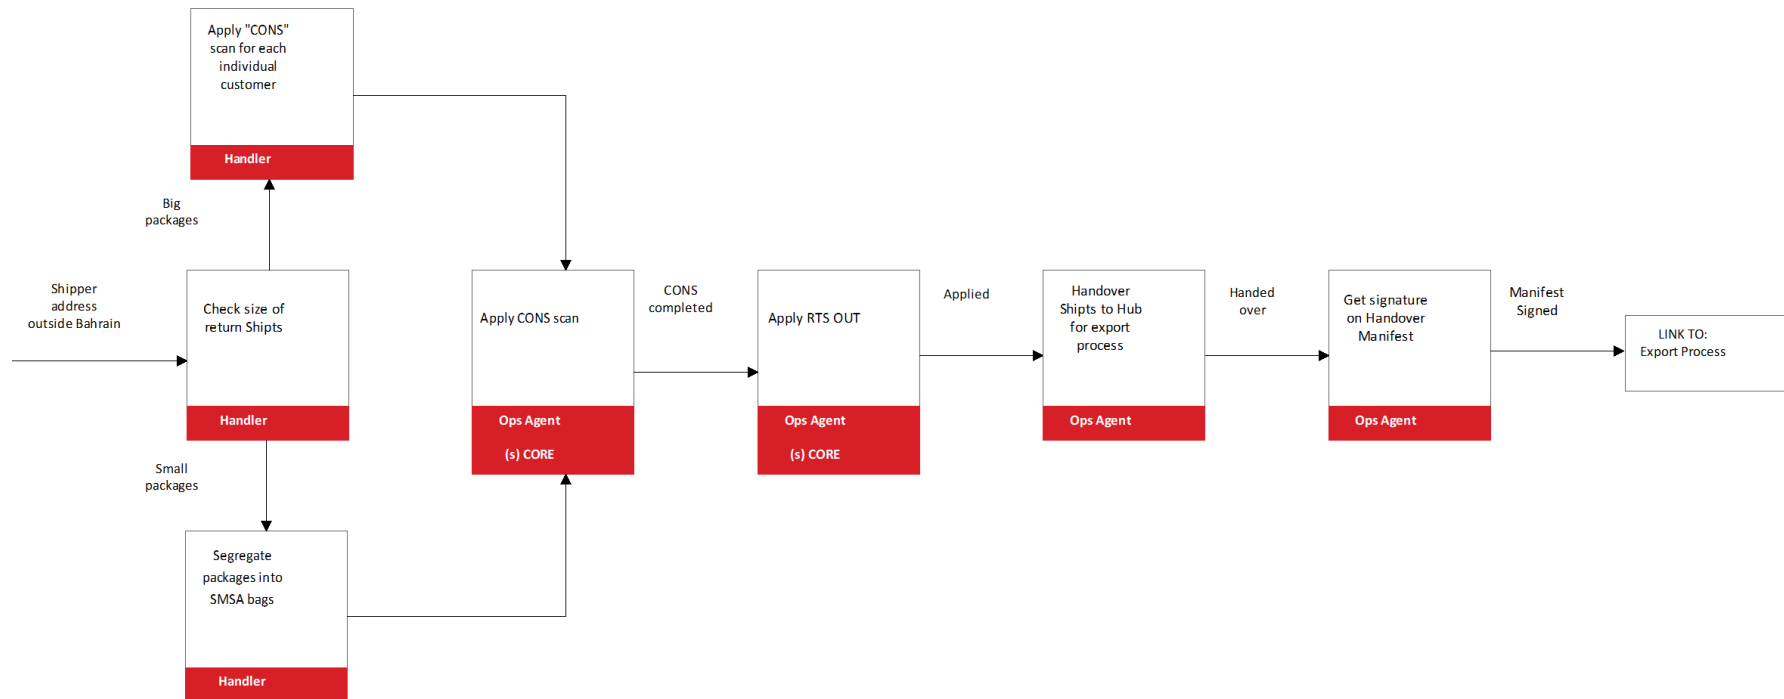 Apply "CONS"
scan for each
individual
customer
Handler
Big
packages
Shipper
address
outside Bahrain
Check size of
return Shipts
Handler
Small
packages
Segregate
packages into
SMSA bags
Handler
Apply CONS scan
Ops Agent
(s) CORE
CONS
completed
Apply RTS OUT
Ops Agent
(s) CORE
Applied
Handover
Ships to Hub
for export
process
Ops Agent
Handed
over
Get signature
on Handover
Manifest
Ops Agent
Manifest
Signed
LINK TO:
Export Process